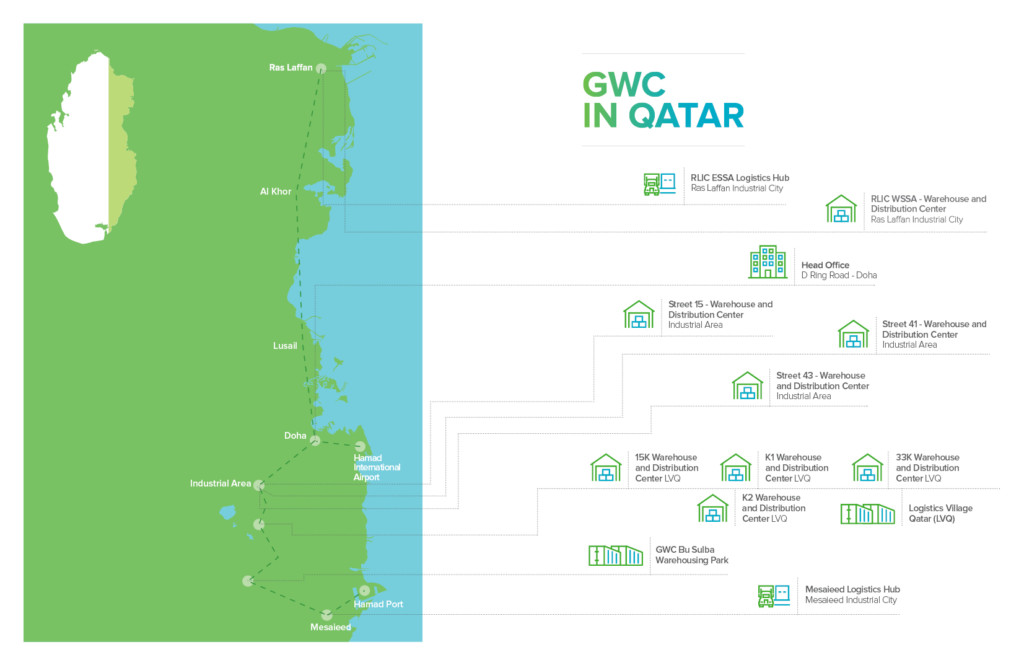 GWC
IN QATAR
Ras Laffan
Al Khor
Lusail
Doha
Hamad
International
Airport
Industrial Area
Hamad Port
Mesaieed
RLIC ESSA Logistics Hub
Ras Laffan Industrial City
RLIC WSSA - Warehouse and
Distribution Center
Ras Laffan Industrial City
Head Office
D Ring Road - Doha
Street 15 - Warehouse and
Distribution Center
Industrial Area
Street 41 - Warehouse and
Distribution Center
Industrial Area
Street 43 - Warehouse
and Distribution Center
Industrial Area
15K Warehouse
and Distribution
Center LVQ
K1 Warehouse
and Distribution
Center LVQ
33K Warehouse
and Distribution
Center LVQ
K2 Warehouse
and Distribution
Center LVQ
Logistics Village
Qatar (LVQ)
GWC Bu Sulba
Warehousing Park
Mesaieed Logistics Hub
Mesaieed Industrial City